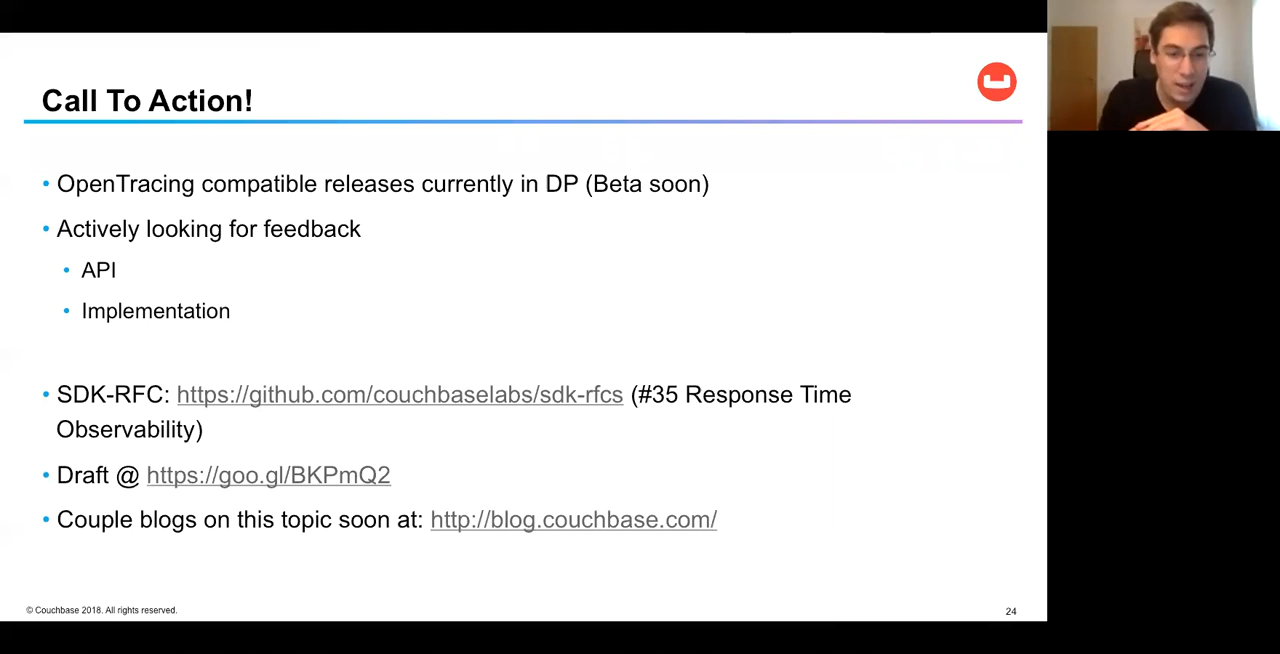 Call To Action!
• OpenTracing compatible releases currently in DP (Beta soon)
• Actively looking for feedback
• API
• Implementation
• SDK-RFC: https://github.com/couchbaselabs/sdk-rfcs (#35 Response Time
Observability)
• Draft @ https://goo.gl/BKPmQ2
• Couple blogs on this topic soon at: http://blog.couchbase.com/
© Couchbase 2018. All rights reserved.
24